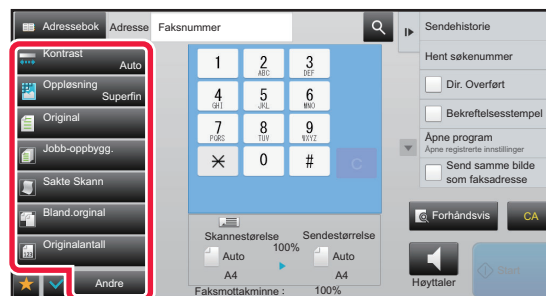 Adressebok
Adresse
Faksnummer
Sendehistorie
Kontrast
Auto
Hent søkenummer
Oppløsning
Superfin
Dir. Overført
Original
Bekreftelsesstempel
Jobb-oppbygg.
Åpne program
Åpne registrerte innstillinger
Sakte Skann
Send samme bilde
som faksadresse
Bland.orginal
Originalantall
Andre
1
2
ABC
3
DEF
4
GHI
5
JKL
6
MNO
7
PQRS
8
TUV
9
WXYZ
0
#
C
Skannestørelse
100%
Sendestørrelse
Auto
A4
Auto
A4
Faksmottakminne :
100%
Forhåndsvis
CA
Høyttaler
Start